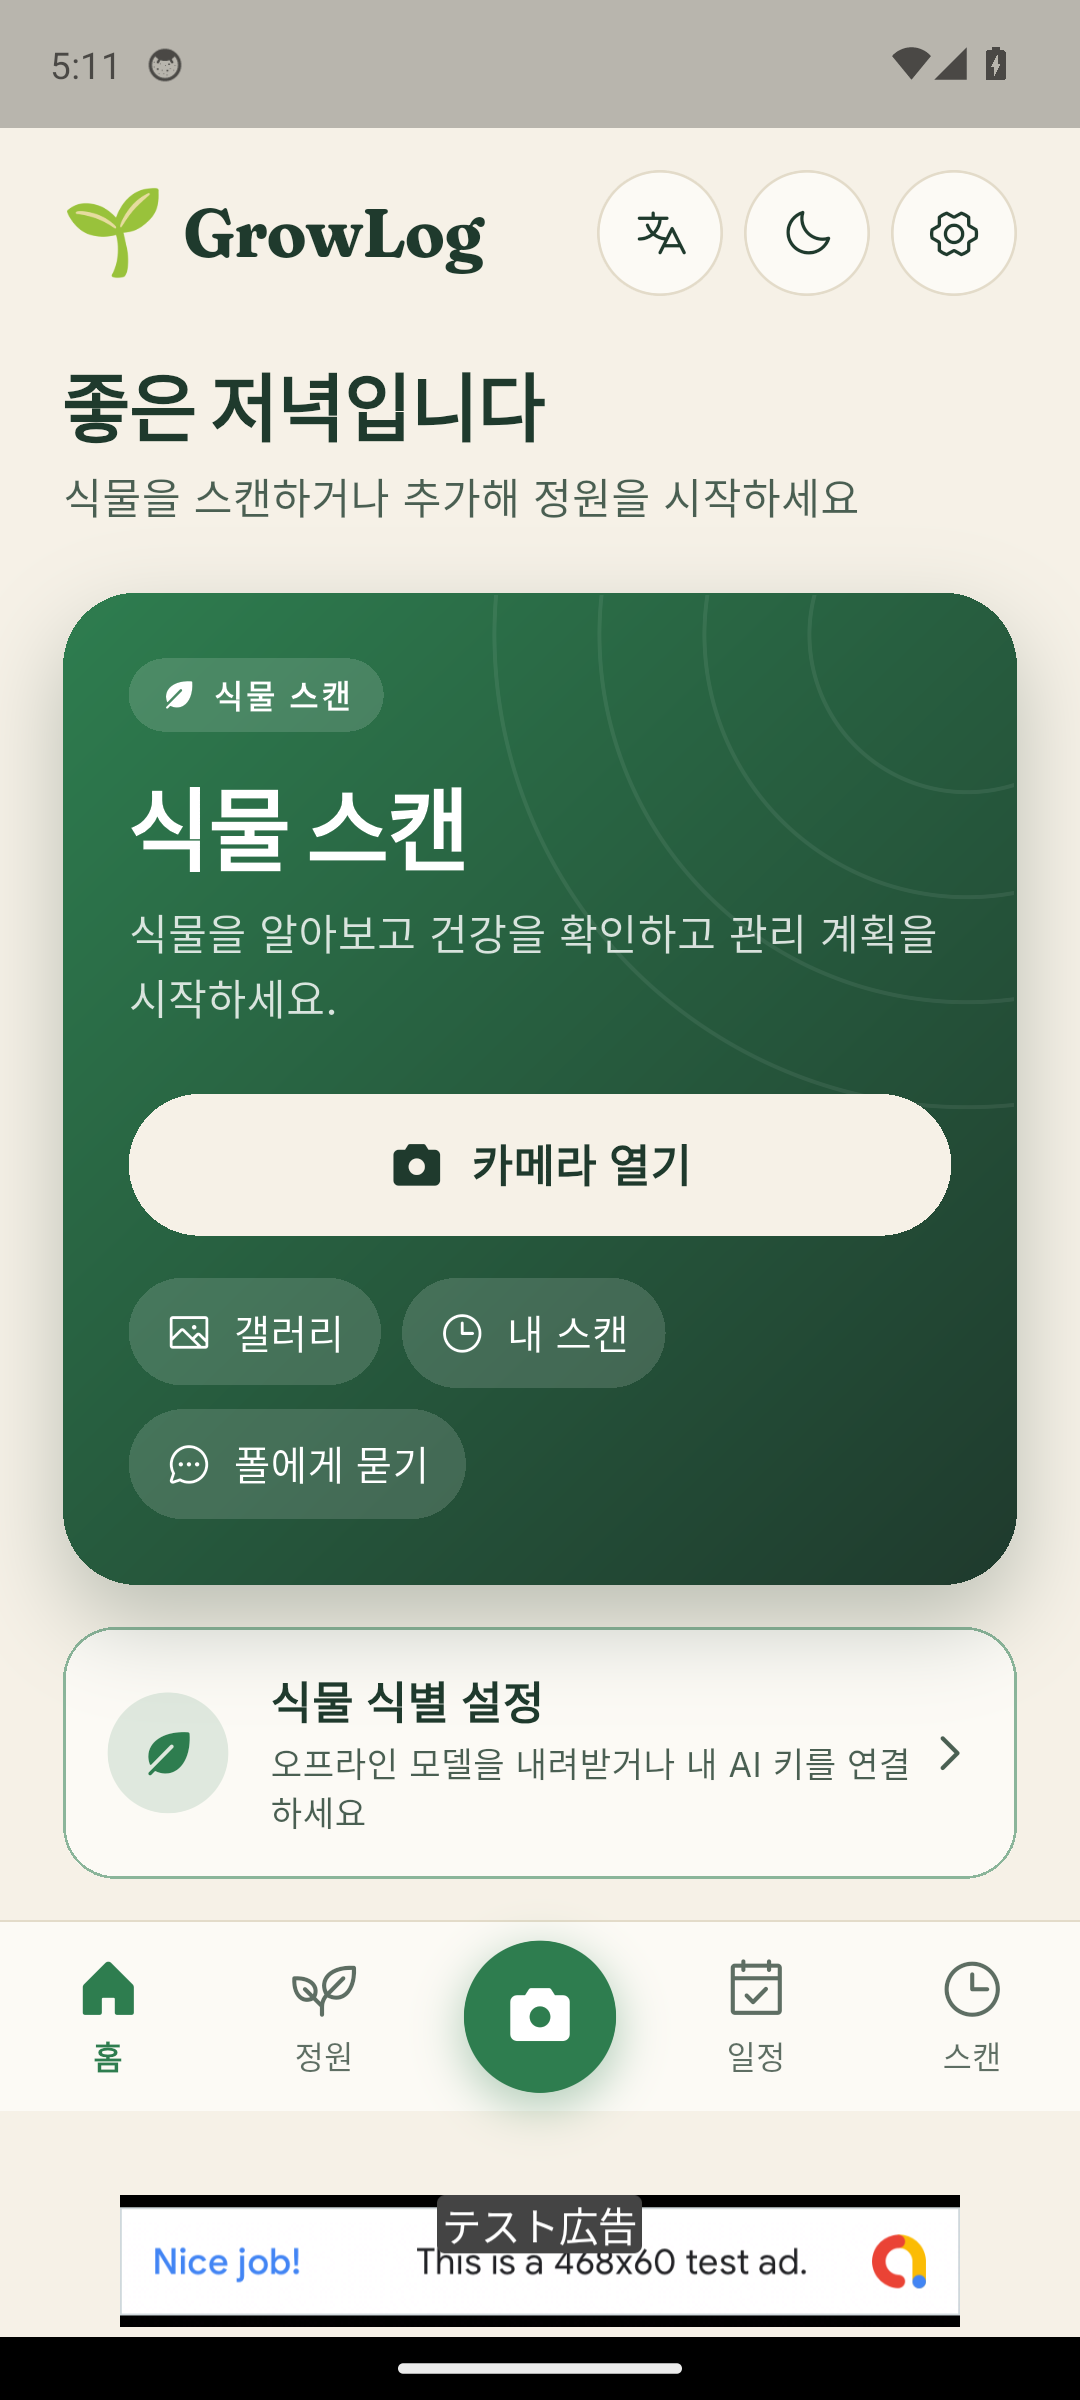 5:11
GrowLog
좋은 저녁입니다
식물을 스캔하거나 추가해 정원을 시작하세요
식물 스캔
식물 스캔
식물을 알아보고 건강을 확인하고 관리 계획을
시작하세요.
카메라 열기
갤러리
내 스캔
폴에게 묻기
식물 식별 설정
오프라인 모델을 내려받거나 내 AI 키를 연결
하세요
홈
정원
일정
스캔
テスト広告
Nice job!
This is a 468x60 test ad.